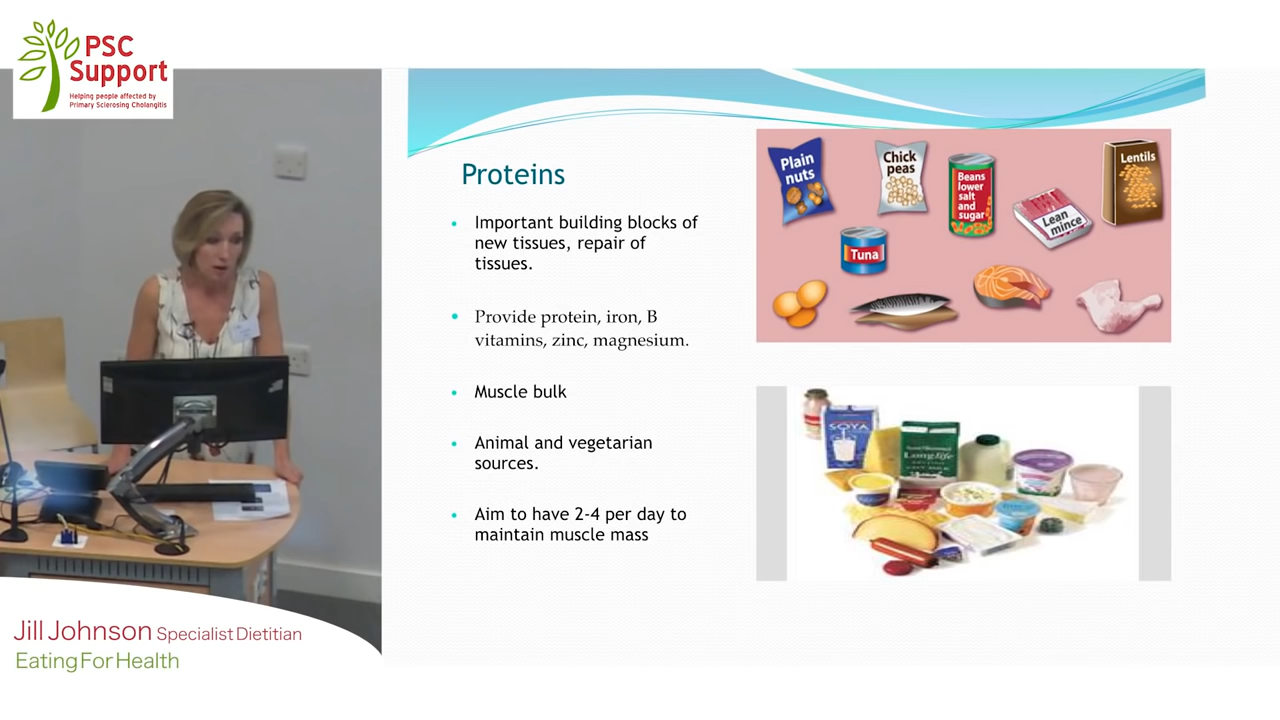 PSC
Support
Helping people affected by
Primary Sclerosing Cholangitis
Proteins
• Important building blocks of
new tissues, repair of
tissues.
• Provide protein, iron, B
vitamins, zinc, magnesium.
• Muscle bulk
• Animal and vegetarian
sources.
• Aim to have 2-4 per day to
maintain muscle mass
Plain
nuts
Chick
peas
Beans
lower
salt
and
sugar
Lean
mince
Lentils
Tuna
SOYA
Longlife
Jill Johnson Specialist Dietitian
Eating For Health